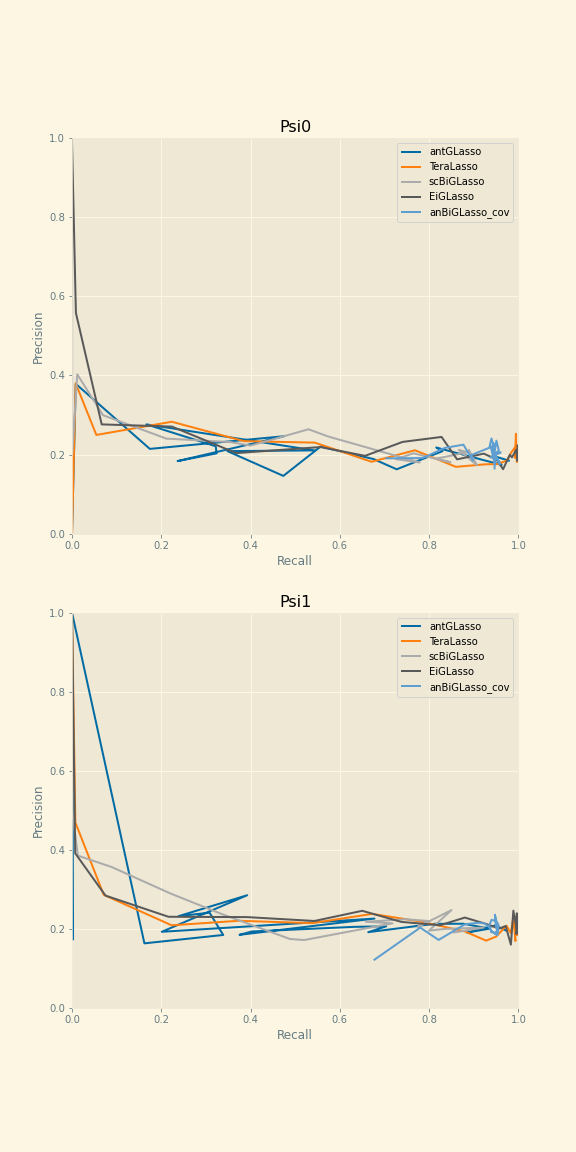 Psi0
1.0
0.8
0.6
0.4
0.2
0.0
Precision
antGLasso
TeraLasso
scBiGLasso
EiGLasso
anBiGLasso_cov
0.0 0.2 0.4 0.6 0.8 1.0
Recall
Psi1
1.0
0.8
0.6
0.4
0.2
0.0
Precision
antGLasso
TeraLasso
scBiGLasso
EiGLasso
anBiGLasso_cov
0.0 0.2 0.4 0.6 0.8 1.0
Recall